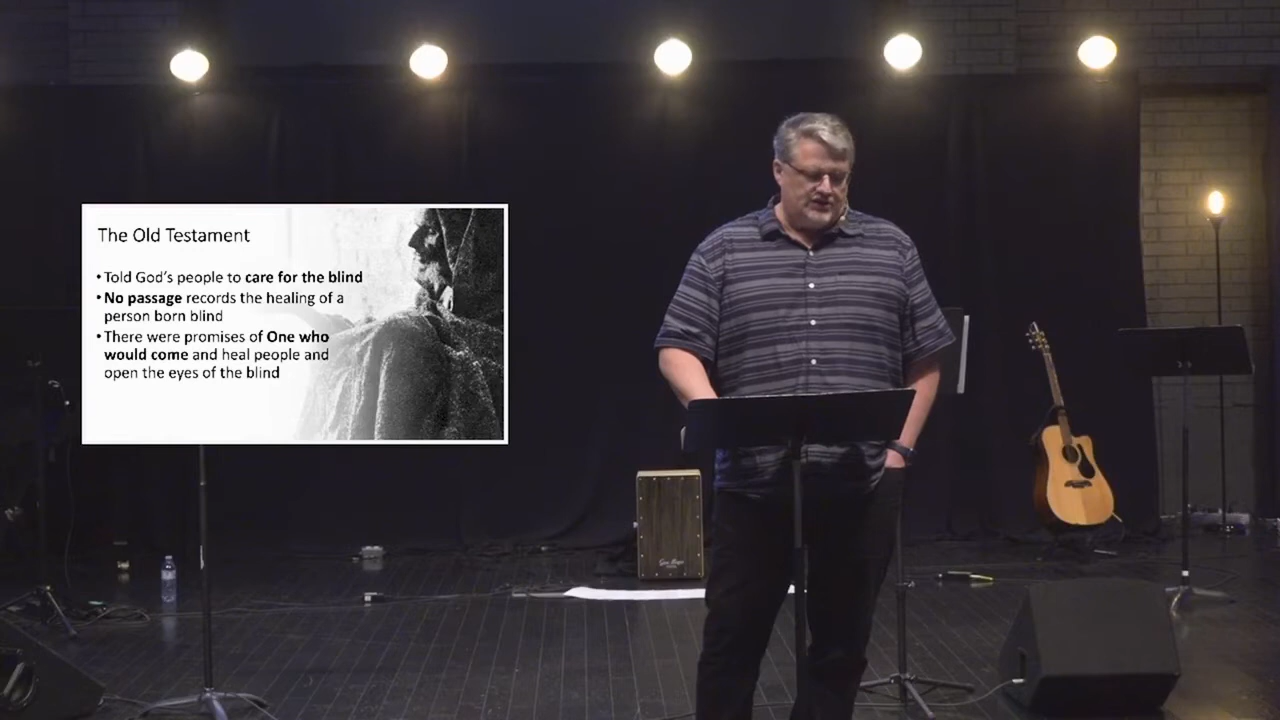 The Old Testament
• Told God's people to care for the blind
• No passage records the healing of a
person born blind
• There were promises of One who
would come and heal people and
open the eyes of the blind